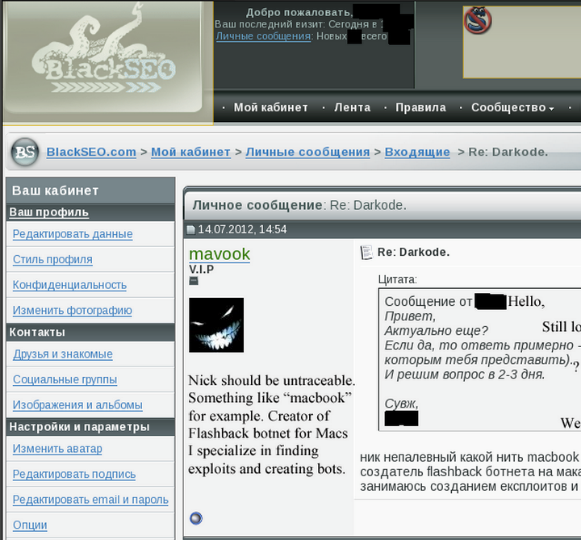 BlackSEO
Добро пожаловать,
Ваш последний визит: Сегодня в
Личные сообщения: Новых
всего
· Мой кабинет · Лента · Правила · Сообщество ·
BS BlackSEO.com > Мой кабинет > Личные сообщения > Входящие > Re: Darkode.
Ваш кабинет
Ваш профиль
Редактировать данные
Стиль профиля
Конфиденциальность
Изменить фотографию
Контакты
Друзья и знакомые
Социальные группы
Изображения и альбомы
Настройки и параметры
Изменить аватар
Редактировать подпись
Редактировать email и пароль
Опции
Личное сообщение: Re: Darkode.
14.07.2012, 14:54
mavook
V.I.P
Nick should be untraceable.
Something like “macbook”
for example. Creator of
Flashback botnet for Macs
I specialize in finding
exploits and creating bots.
Re: Darkode.
Цитата:
Сообщение от Hello,
Привет,
Актуально еще? Still lo
Если да, то ответь примерно -
которым тебя представить).. ?
И решим вопрос в 2-3 дня.
Сувж,
We
ник непалевный какой нить macbook
создатель flashback ботнета на мака
занимаюсь созданием експлоитов и